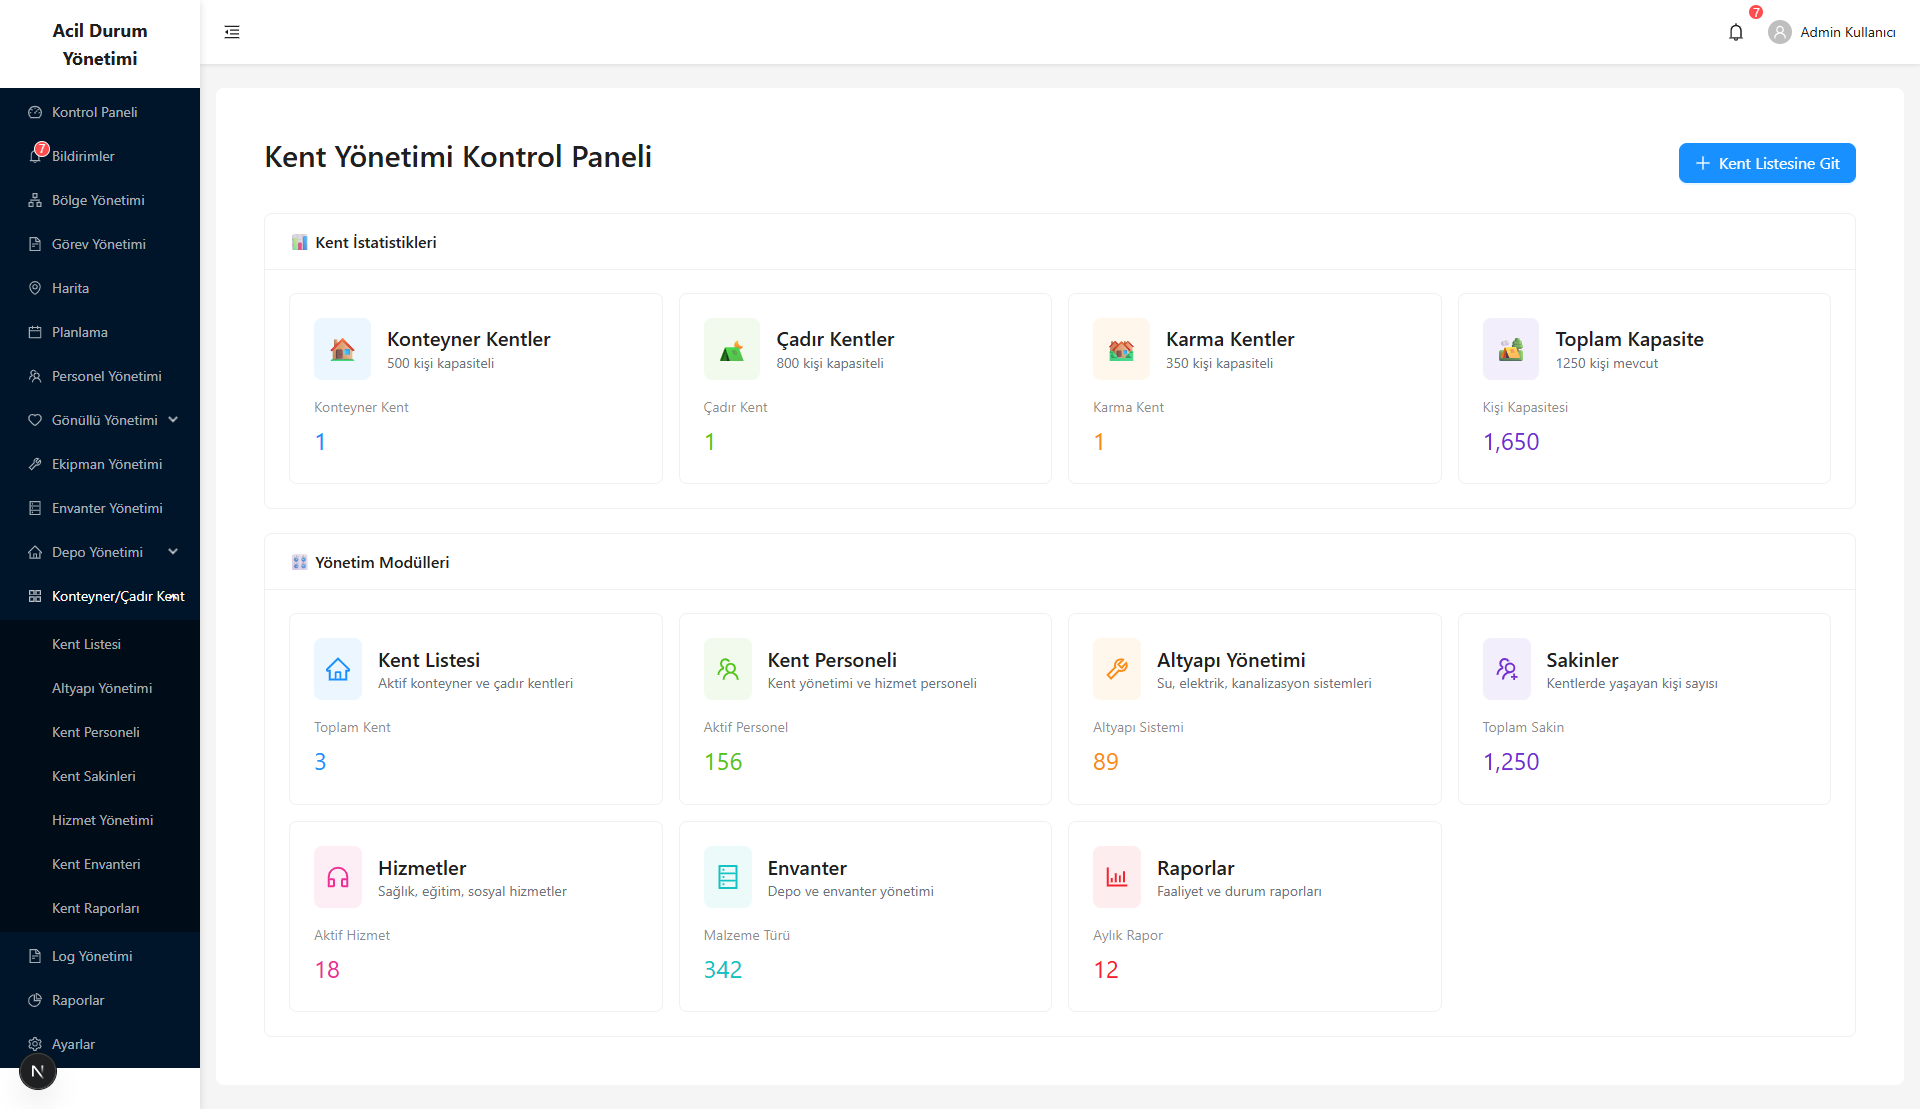 Acil Durum
Yönetimi
7
Admin Kullanıcı
Kontrol Paneli
7
Bildirimler
Bölge Yönetimi
Görev Yönetimi
Harita
Planlama
Personel Yönetimi
Gönüllü Yönetimi
Ekipman Yönetimi
Envanter Yönetimi
Depo Yönetimi
Konteyner/Çadır Kent
Kent Listesi
Altyapı Yönetimi
Kent Personeli
Kent Sakinleri
Hizmet Yönetimi
Kent Envanteri
Kent Raporları
Log Yönetimi
Raporlar
Ayarlar
N
Kent Yönetimi Kontrol Paneli
Kent Listesine Git
Kent İstatistikleri
Konteyner Kentler
500 kişi kapasiteli
Konteyner Kent
1
Çadır Kentler
800 kişi kapasiteli
Çadır Kent
1
Karma Kentler
350 kişi kapasiteli
Karma Kent
1
Toplam Kapasite
1250 kişi mevcut
Kişi Kapasitesi
1,650
Yönetim Modülleri
Kent Listesi
Aktif konteyner ve çadır kentleri
Toplam Kent
3
Kent Personeli
Kent yönetimi ve hizmet personeli
Aktif Personel
156
Altyapı Yönetimi
Su, elektrik, kanalizasyon sistemleri
Altyapı Sistemi
89
Sakinler
Kentlerde yaşayan kişi sayısı
Toplam Sakin
1,250
Hizmetler
Sağlık, eğitim, sosyal hizmetler
Aktif Hizmet
18
Envanter
Depo ve envanter yönetimi
Malzeme Türü
342
Raporlar
Faaliyet ve durum raporları
Aylık Rapor
12